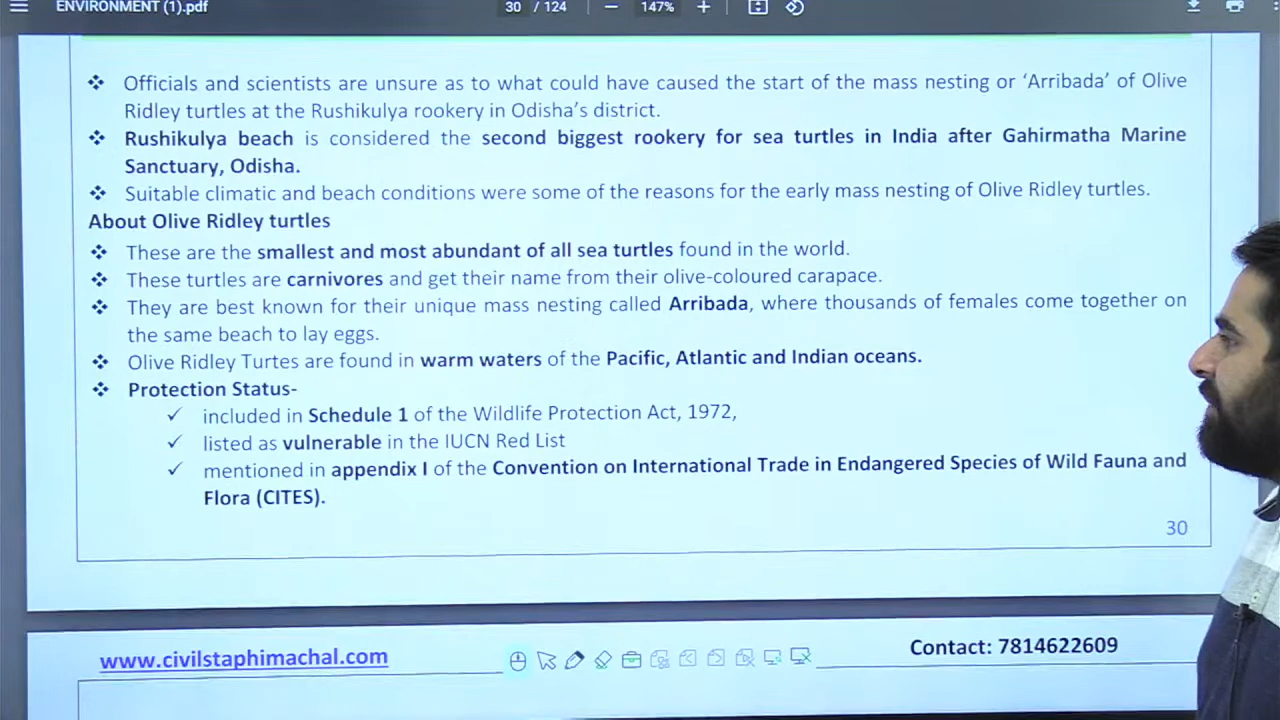 ENVIRONMENT (1).pdf
30 / 124
147%
❖ Officials and scientists are unsure as to what could have caused the start of the mass nesting or ‘Arribada’ of Olive
Ridley turtles at the Rushikulya rookery in Odisha’s district.
❖ Rushikulya beach is considered the second biggest rookery for sea turtles in India after Gahirmatha Marine
Sanctuary, Odisha.
❖ Suitable climatic and beach conditions were some of the reasons for the early mass nesting of Olive Ridley turtles.
About Olive Ridley turtles
❖ These are the smallest and most abundant of all sea turtles found in the world.
❖ These turtles are carnivores and get their name from their olive-coloured carapace.
❖ They are best known for their unique mass nesting called Arribada, where thousands of females come together on
the same beach to lay eggs.
❖ Olive Ridley Turtes are found in warm waters of the Pacific, Atlantic and Indian oceans.
❖ Protection Status-
✓ included in Schedule 1 of the Wildlife Protection Act, 1972,
✓ listed as vulnerable in the IUCN Red List
✓ mentioned in appendix I of the Convention on International Trade in Endangered Species of Wild Fauna and
Flora (CITES).
30
www.civilstaphimachal.com
Contact: 7814622609